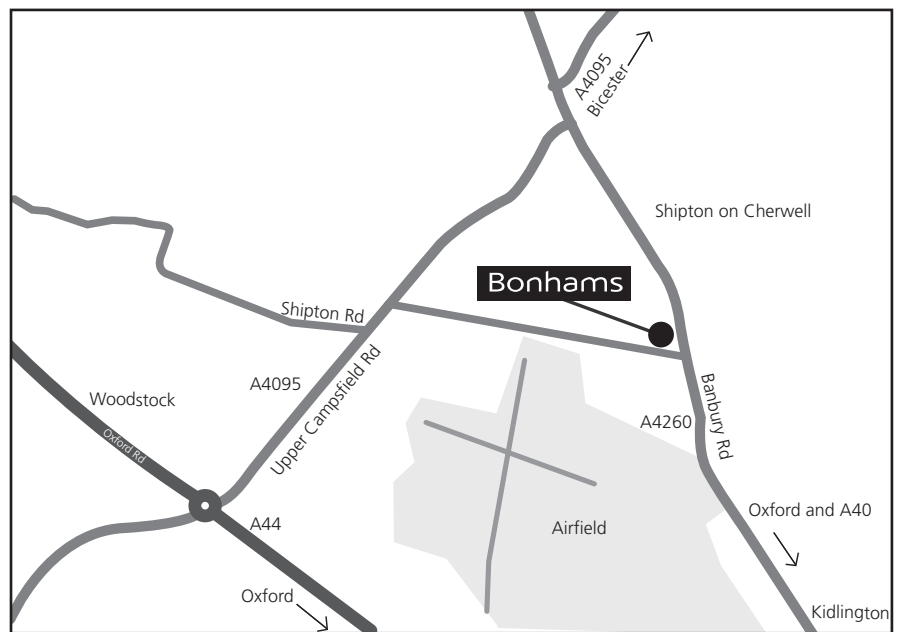 A4095
Bicester
Shipton on Cherwell
Bonhams
Shipton Rd
A4095
Upper Campsfield Rd
Woodstock
Oxford Rd
Banbury Rd
A4260
Oxford and A40
A44
Airfield
Oxford
Kidlington